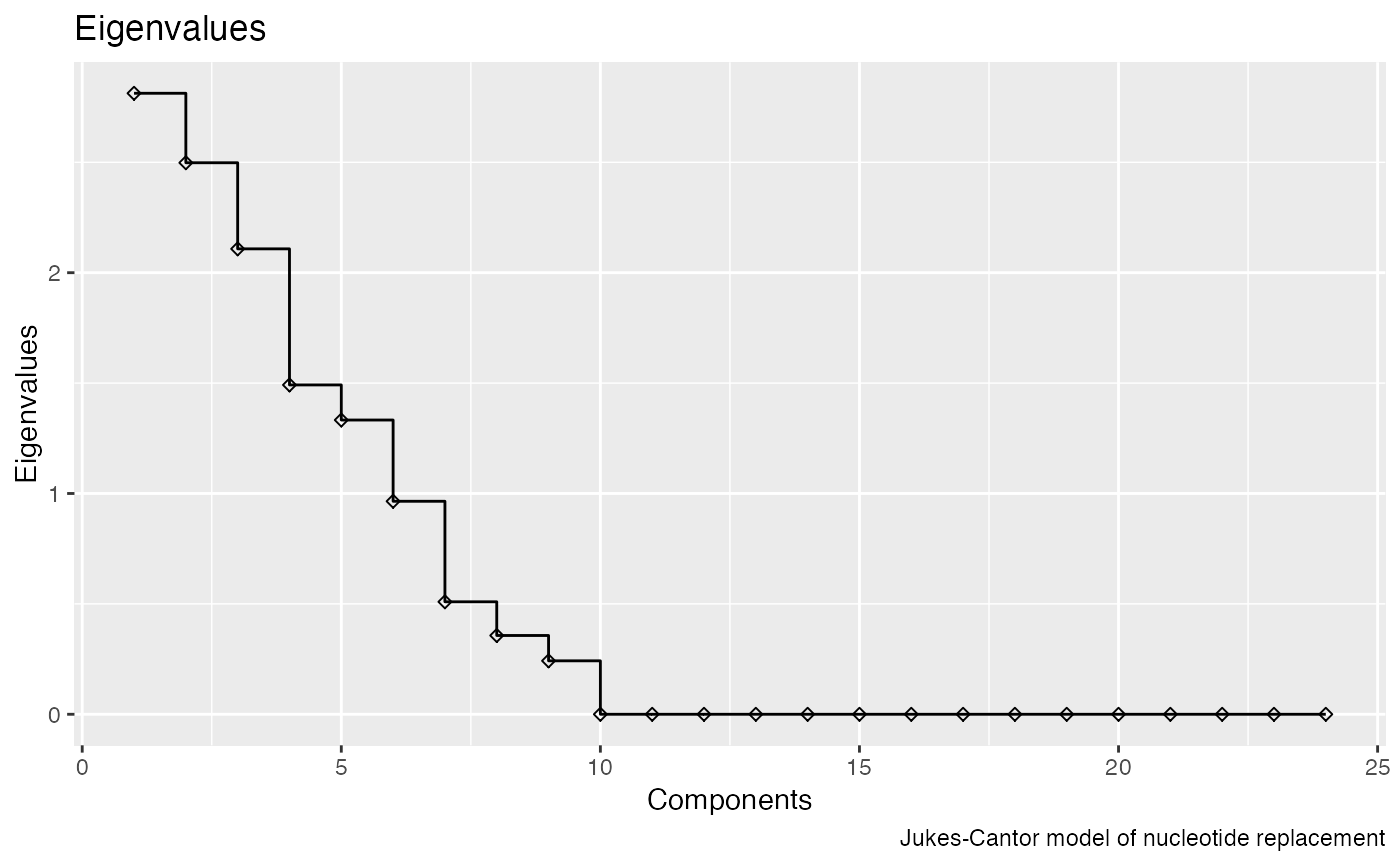 Eigenvalues
Eigenvalues
2
1
0
0 5 10 15 20 25
Components
Jukes-Cantor model of nucleotide replacement